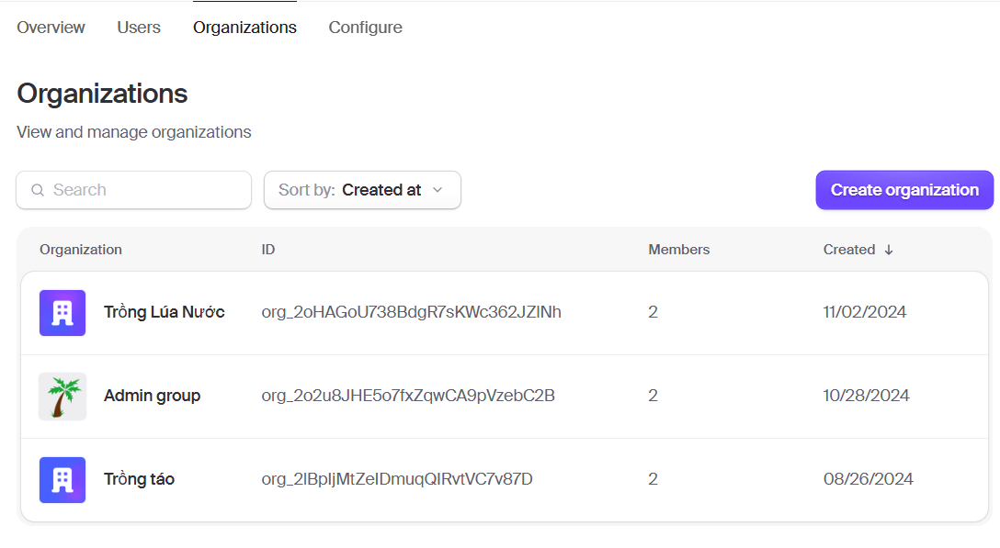 Overview Users Organizations Configure
Organizations
View and manage organizations
Search Sort by: Created at Create organization
Organization ID Members Created ↓
Trồng Lúa Nước org_2oHAGoU738BdgR7sKWc362JZINh 2 11/02/2024
Admin group org_2o2u8JHE5o7fxZqwCA9pVzebC2B 2 10/28/2024
Trồng táo org_2lBpIjMtZeIDmuqQIRvtVC7v87D 2 08/26/2024